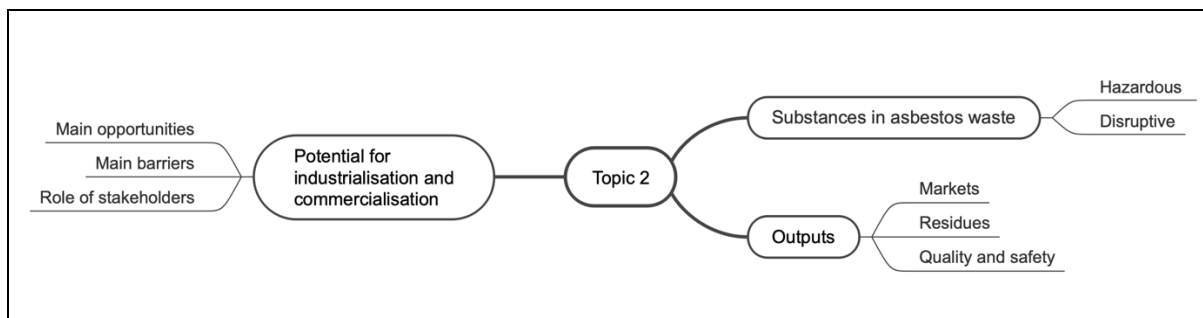 Main opportunities
Main barriers
Role of stakeholders
Potential for
industrialisation and
commercialisation
Topic 2
Substances in asbestos waste
Hazardous
Disruptive
Outputs
Markets
Residues
Quality and safety